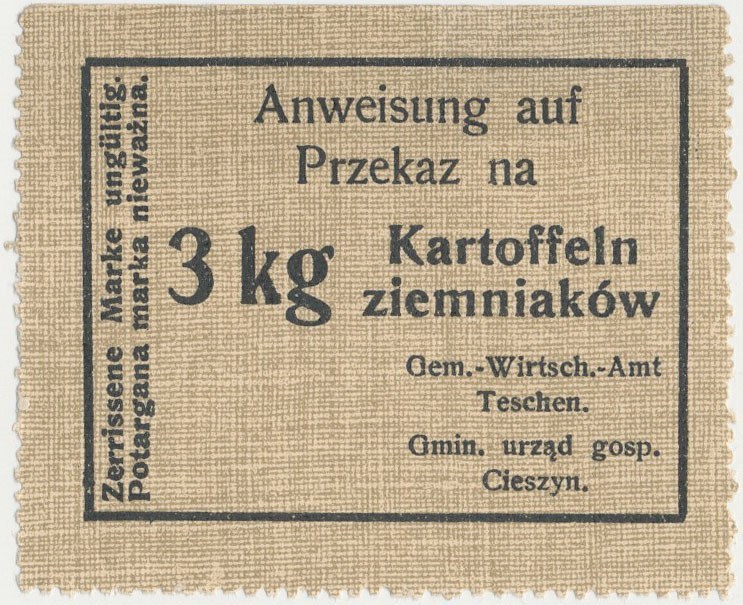 Zerrissene Marke ungültig.
Potargana marka nieważna.
Anweisung auf
Przekaz na
3 kg
Kartoffeln
ziemniaków
Gem.-Wirtsch.-Amt
Teschen.
Gmin. urząd gosp.
Cieszyn.